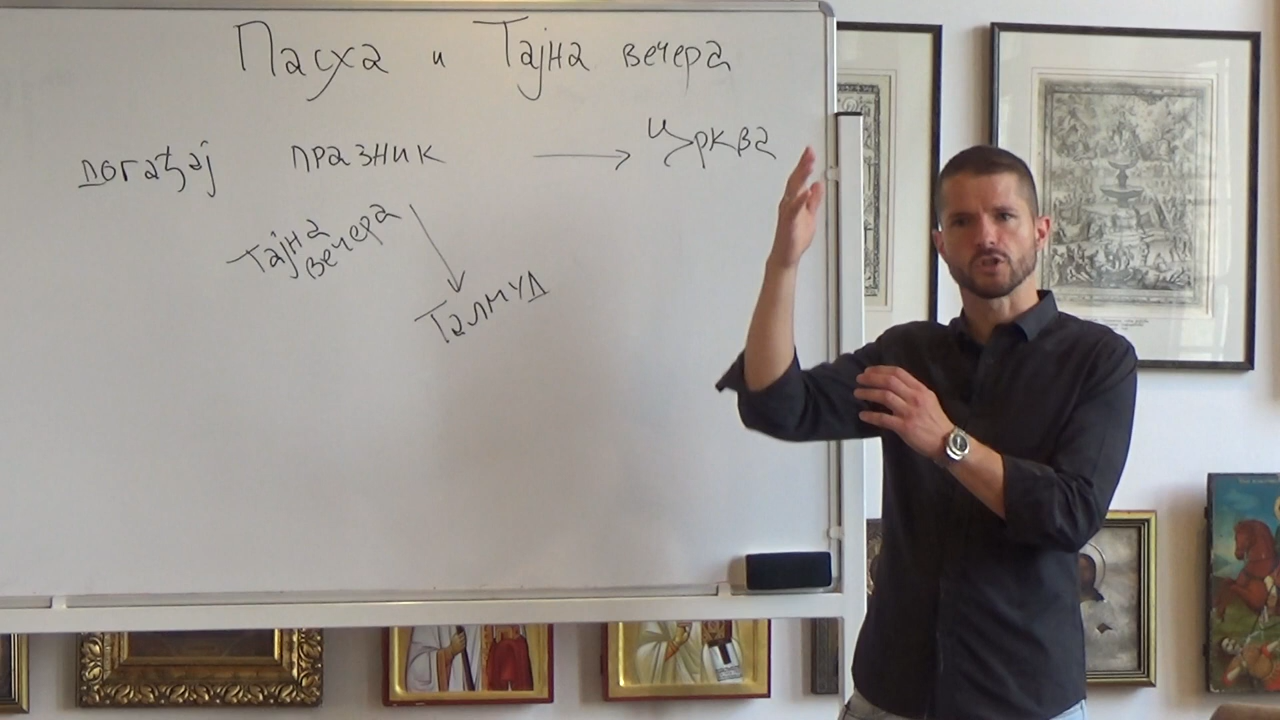 Пасха и Тајна вечера
догађај празник → Црква
Тајна вечера
Талмуд